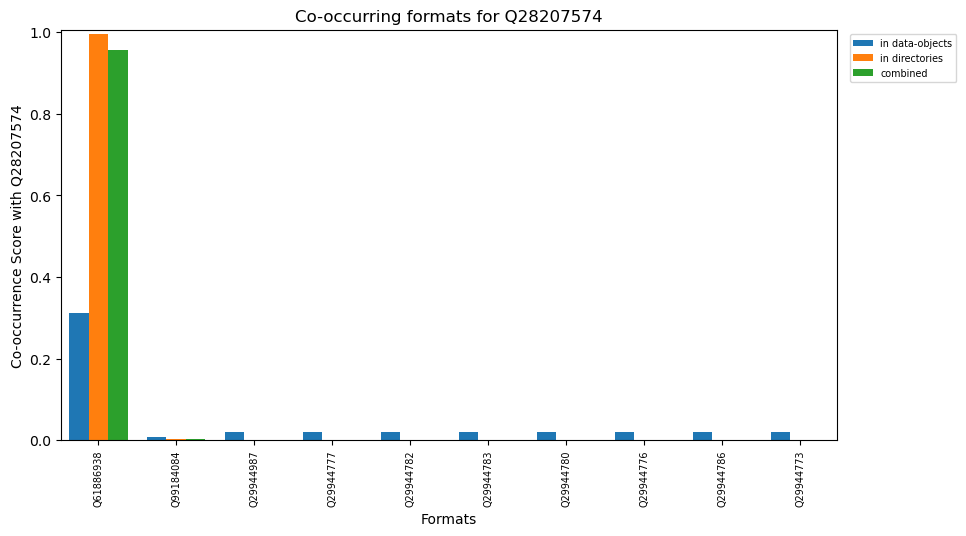 Co-occurring formats for Q28207574
Co-occurrence Score with Q28207574
1.0
0.8
0.6
0.4
0.2
0.0
Q61886938
Q99184084
Q29944987
Q29944777
Q29944782
Q29944783
Q29944780
Q29944776
Q29944786
Q29944773
Formats
in data-objects
in directories
combined